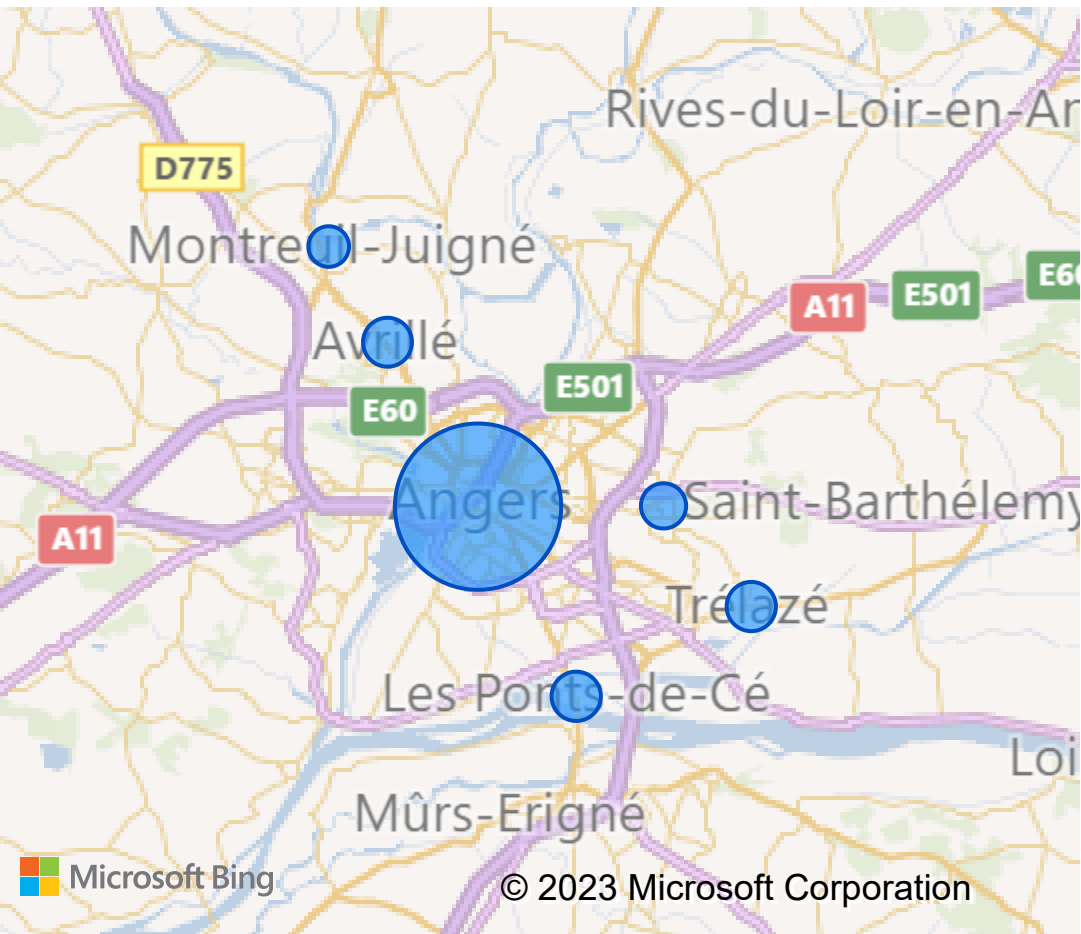 Rives-du-Loir-en-An
D775
Montreuil-Juigné
E60
E501
A11
Avrillé
E501
E60
Angers
Saint-Barthélemy
A11
Trélazé
Les Ponts-de-Cé
Loi
Mûrs-Erigné
Microsoft Bing
© 2023 Microsoft Corporation